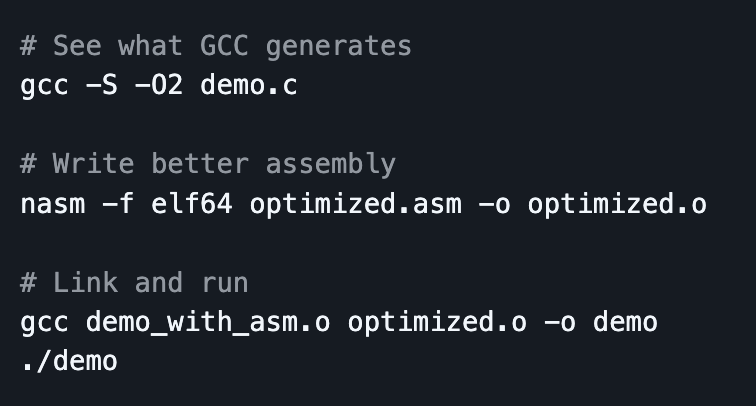 # See what GCC generates
gcc -S -O2 demo.c
# Write better assembly
nasm -f elf64 optimized.asm -o optimized.o
# Link and run
gcc demo_with_asm.o optimized.o -o demo
./demo